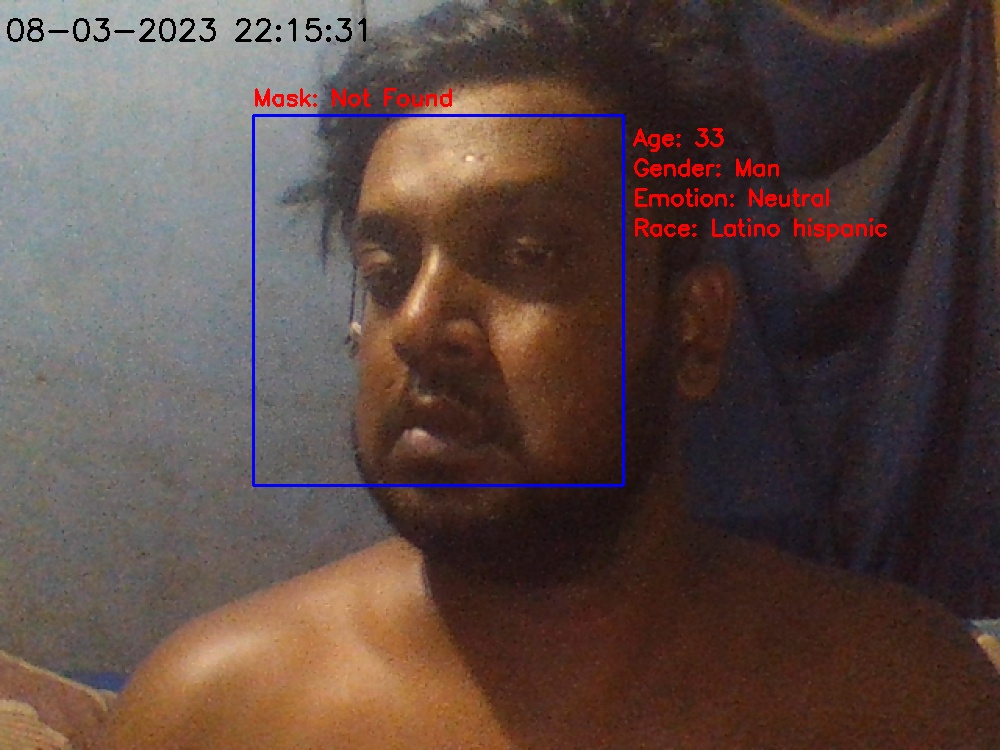 08-03-2023 22:15:31
Mask: Not Found
Age: 33
Gender: Man
Emotion: Neutral
Race: Latino hispanic